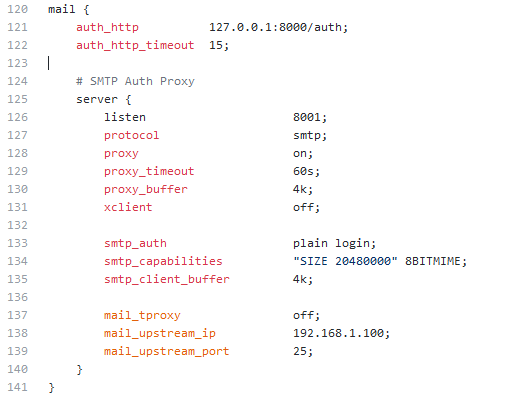 120 mail {
121     auth_http          127.0.0.1:8000/auth;
122     auth_http_timeout  15;
123
124     # SMTP Auth Proxy
125     server {
126         listen                     8001;
127         protocol                   smtp;
128         proxy                      on;
129         proxy_timeout              60s;
130         proxy_buffer               4k;
131         xclient                    off;
132
133         smtp_auth                  plain login;
134         smtp_capabilities          "SIZE 20480000" 8BITMIME;
135         smtp_client_buffer         4k;
136
137         mail_tproxy                off;
138         mail_upstream_ip           192.168.1.100;
139         mail_upstream_port         25;
140     }
141 }